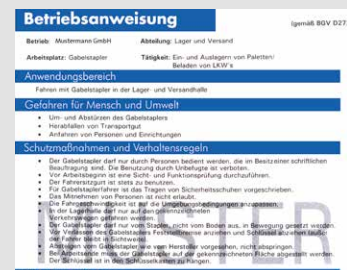 Betriebsanweisung
(gemäß BGV D27)
Betrieb: Mustermann GmbH Abteilung: Lager und Versand
Arbeitsplatz: Gabelstapler Tätigkeit: Ein- und Auslagern von Paletten/
Beladen von LKW's
Anwendungsbereich
Fahren mit Gabelstapler in der Lager- und Versandhalle
Gefahren für Mensch und Umwelt
• Um- und Abstürzen des Gabelstaplers
• Herabfallen von Transportgut
• Anfahren von Personen und Einrichtungen
Schutzmaßnahmen und Verhaltensregeln
• Der Gabelstapler darf nur durch Personen bedient werden, die im Besitz einer schriftlichen
Beauftragung sind. Die Benutzung durch Unbefugte ist verboten.
• Vor Arbeitsbeginn ist eine Sicht- und Funktionsprüfung durchzuführen.
• Der Fahrersitzgurt ist stets zu benutzen.
• Für Gabelstaplerfahrer ist das Tragen von Sicherheitsschuhen vorgeschrieben.
• Das Mitnehmen von Personen ist nicht erlaubt.
• Die Fahrgeschwindigkeit ist auf die Umgebungsbedingungen anzupassen.
• In der Lagerhalle darf nur auf den gekennzeichneten
Verkehrswegen gefahren werden.
• Der Gabelstapler darf nur vom Stapler, nicht vom Boden aus, in Bewegung gesetzt werden.
• Vor Verlassen des Gabelstaplers Feststellbremse anziehen und Schlüssel abziehen
der Fahrer bleibt in Sichtweite).
• Absteigen vom Gabelstapler wie vom Hersteller vorgesehen, nicht abspringen.
• Bei Arbeitsende muss der Gabelstapler auf der gekennzeichneten Fläche abgestellt werden.
Der Schlüssel ist in den Schlüsselkasten zu hängen.